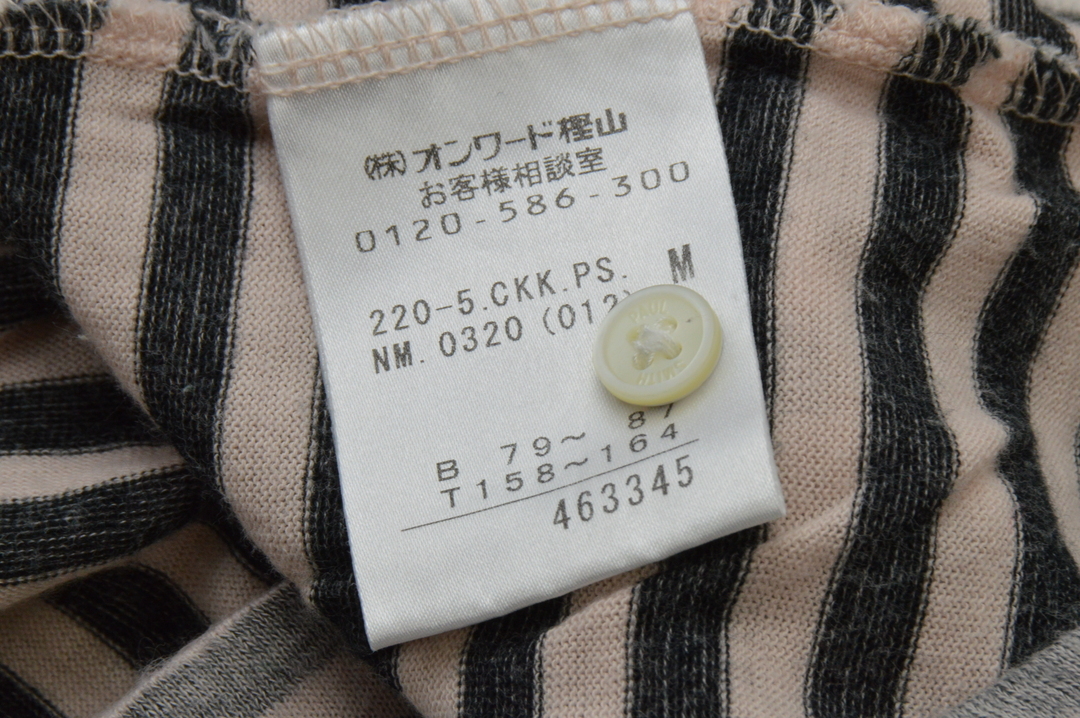 (株)オンワード樫山
お客様相談室
0120-586-300
220-5.CKK.PS. M
NM. 0320 (012)
PAUL
B 79~ 87
T158~164
463345